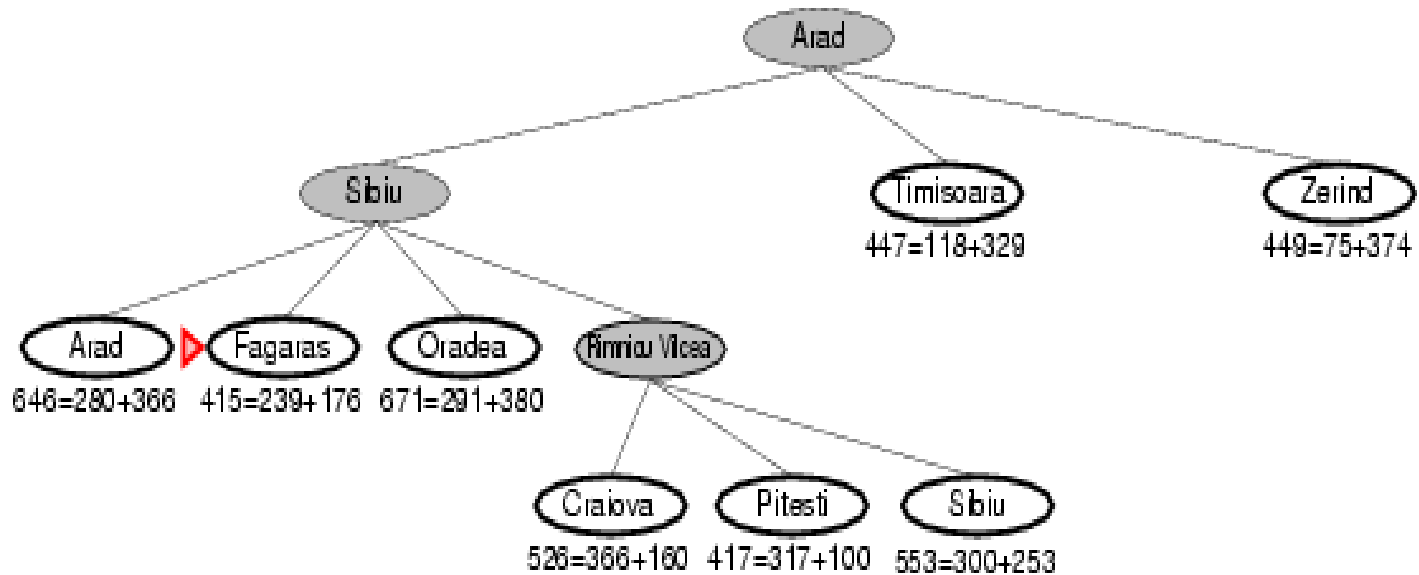 Arad
Sibiu
Timisoara
Zerind
447=118+329
449=75+374
Arad
Fagaras
Oradea
Rimnicu Vilcea
646=280+366
415=239+176
671=291+380
Craiova
Pitesti
Sibiu
526=366+160
417=317+100
553=300+253